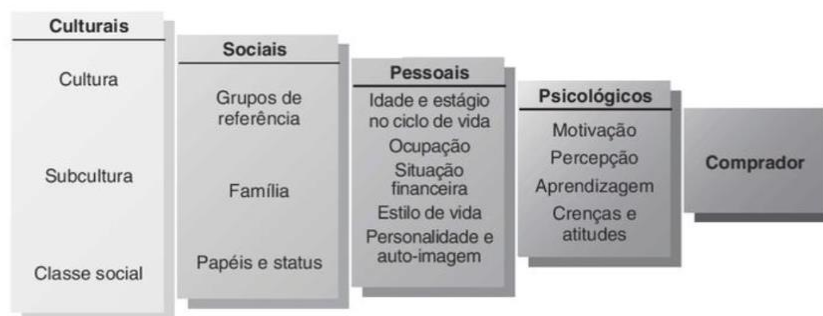 Culturais
Cultura
Subcultura
Classe social
Sociais
Grupos de
referência
Família
Papéis e status
Pessoais
Idade e estágio
no ciclo de vida
Ocupação
Situação
financeira
Estilo de vida
Personalidade e
auto-imagem
Psicológicos
Motivação
Percepção
Aprendizagem
Crenças e
atitudes
Comprador